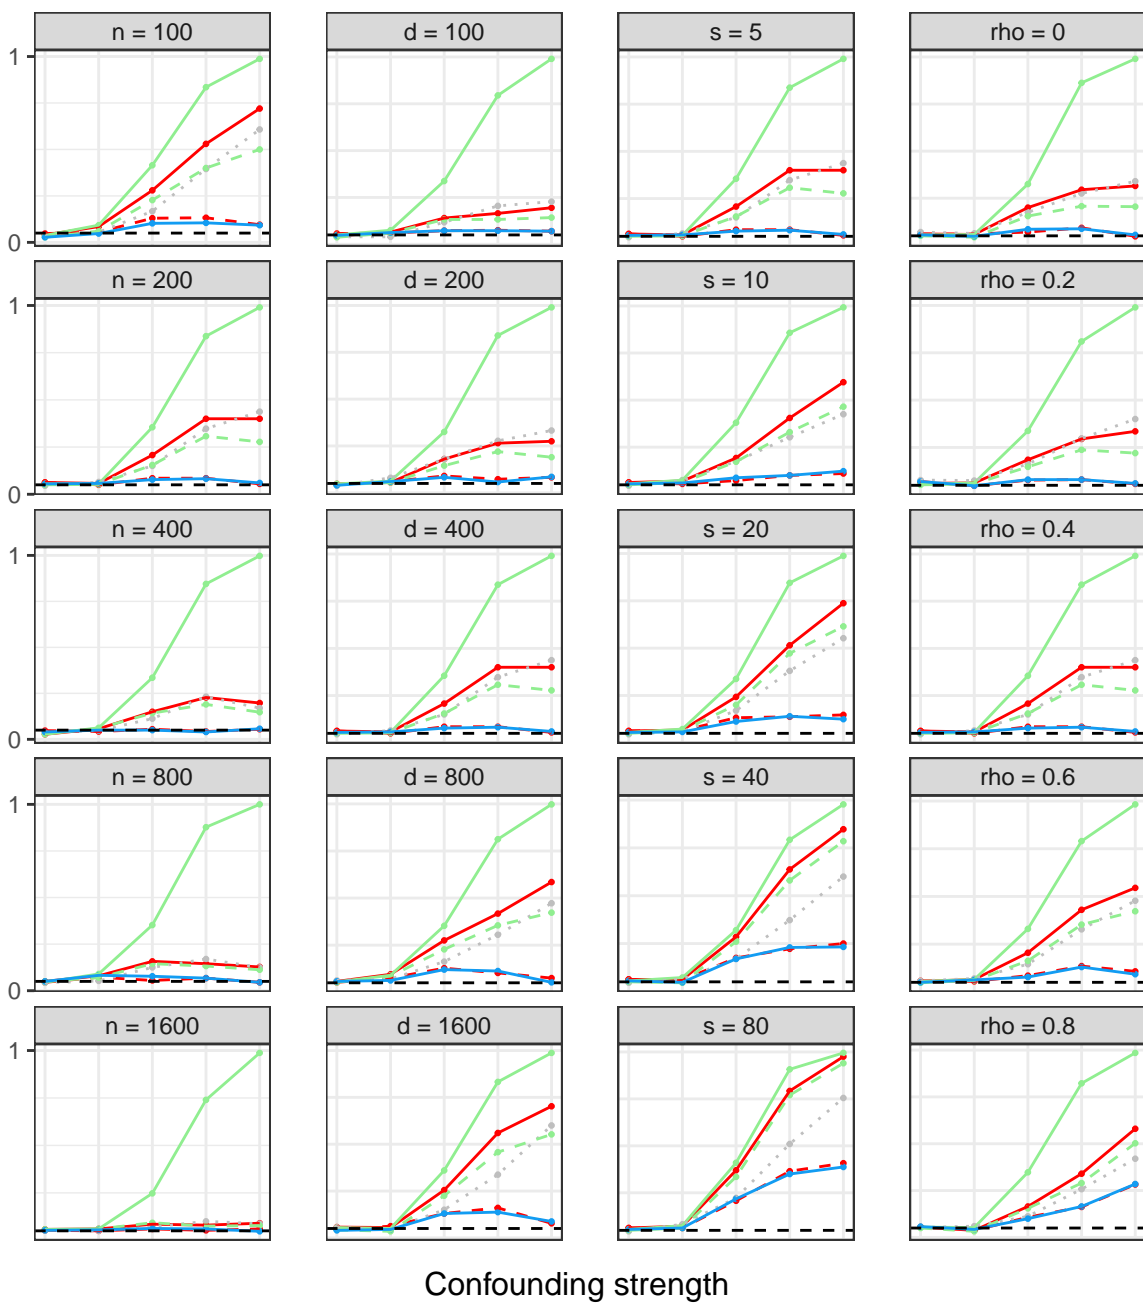 n = 100 d = 100 s = 5 rho = 0
1
0
n = 200 d = 200 s = 10 rho = 0.2
1
0
n = 400 d = 400 s = 20 rho = 0.4
1
0
n = 800 d = 800 s = 40 rho = 0.6
1
0
n = 1600 d = 1600 s = 80 rho = 0.8
1
Confounding strength